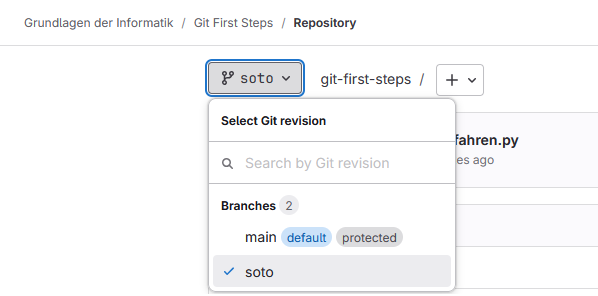 Grundlagen der Informatik / Git First Steps / Repository
soto
git-first-steps /
Select Git revision
fahren.py
Search by Git revision
es ago
Branches 2
main default protected
soto